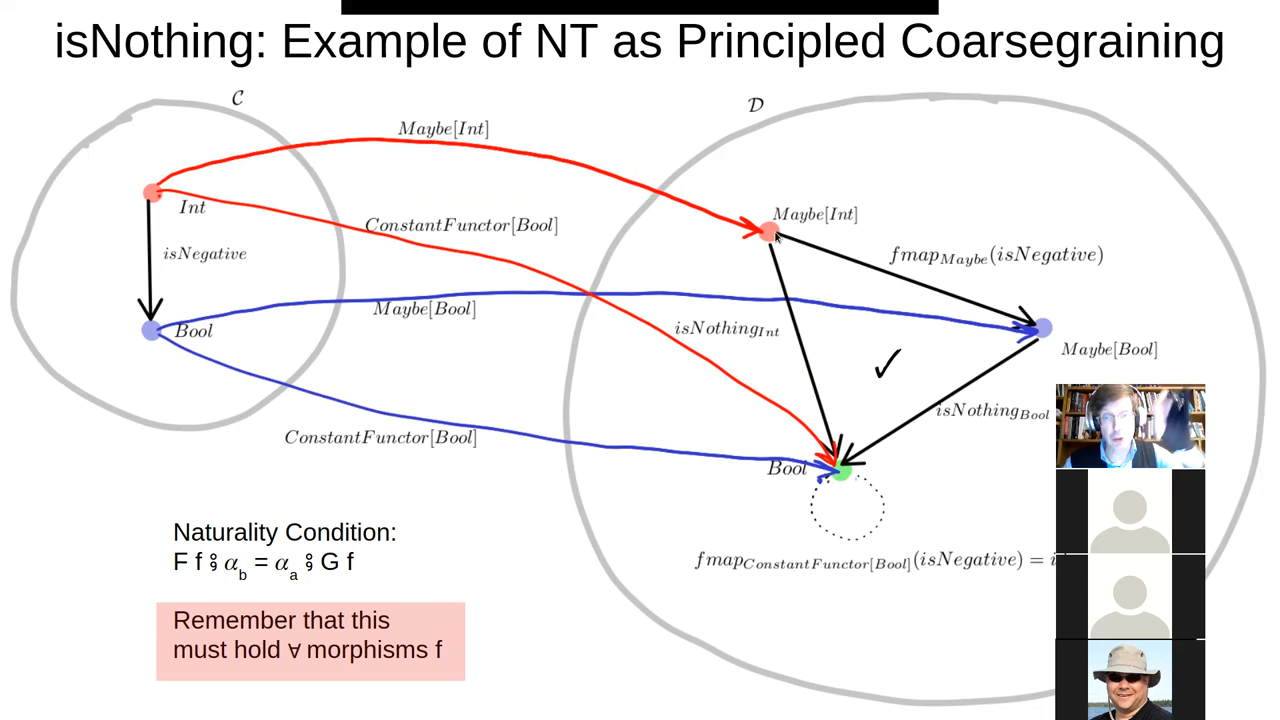 isNothing: Example of NT as Principled Coarsegraining
𝒞
𝒟
Maybe[Int]
Int
ConstantFunctor[Bool]
Maybe[Int]
isNegative
fmap_Maybe(isNegative)
Maybe[Bool]
Bool
isNothing_Int
✓
Maybe[Bool]
isNothing_Bool
ConstantFunctor[Bool]
Bool
Naturality Condition:
F f ⨟ α_b = α_a ⨟ G f
fmap_ConstantFunctor[Bool](isNegative) = i
Remember that this
must hold ∀ morphisms f